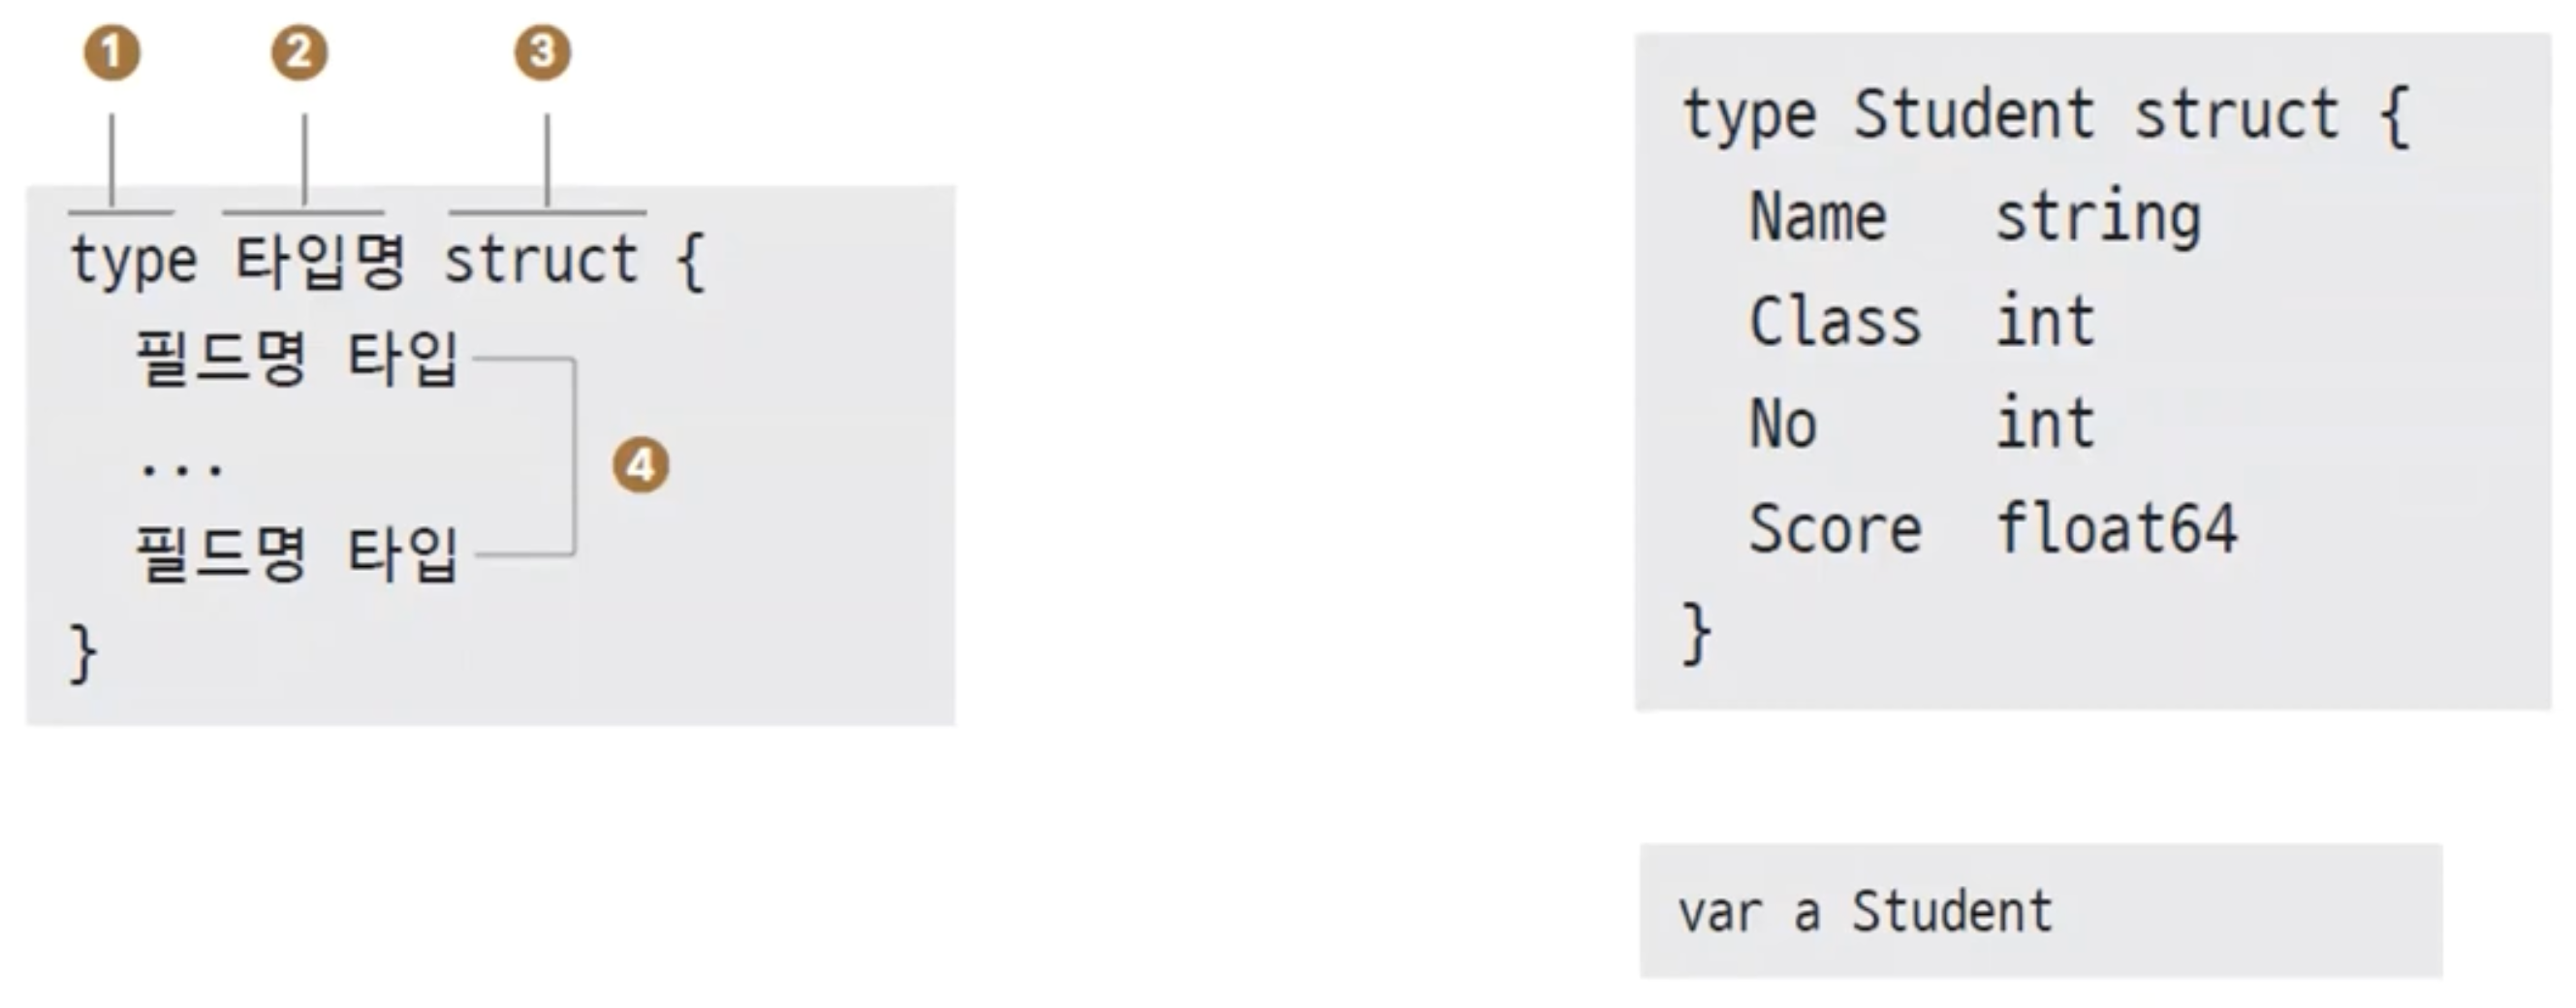 1 2 3
type 타입명 struct {
필드명 타입
...
4
필드명 타입
}
type Student struct {
Name string
Class int
No int
Score float64
}
var a Student